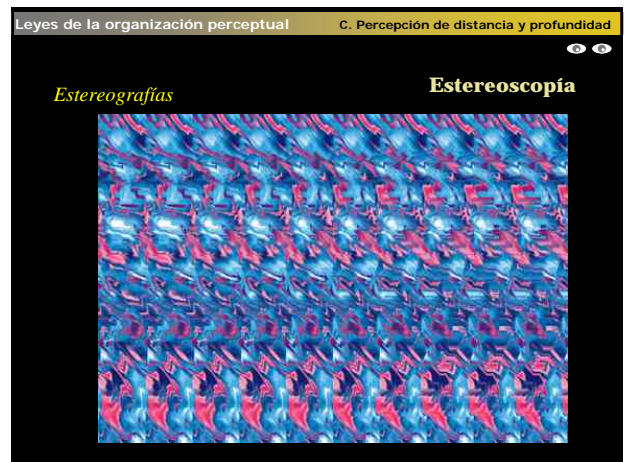 Leyes de la organización perceptual C. Percepción de distancia y profundidad
Estereografías Estereoscopía